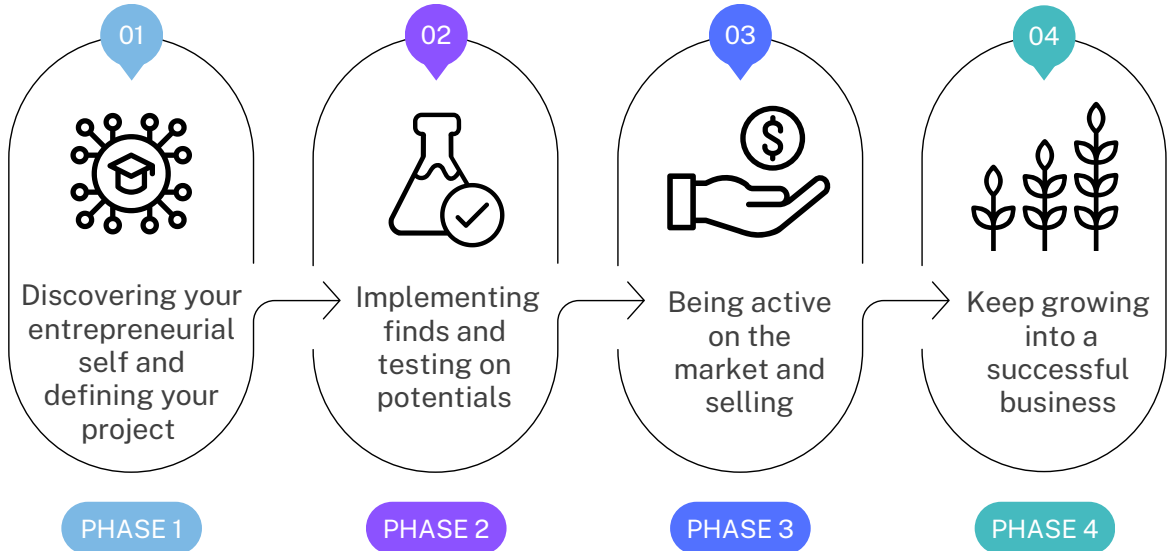 01
Discovering your
entrepreneurial
self and
defining your
project
PHASE 1
02
Implementing
finds and
testing on
potentials
PHASE 2
03
$
Being active
on the
market and
selling
PHASE 3
04
Keep growing
into a
successful
business
PHASE 4